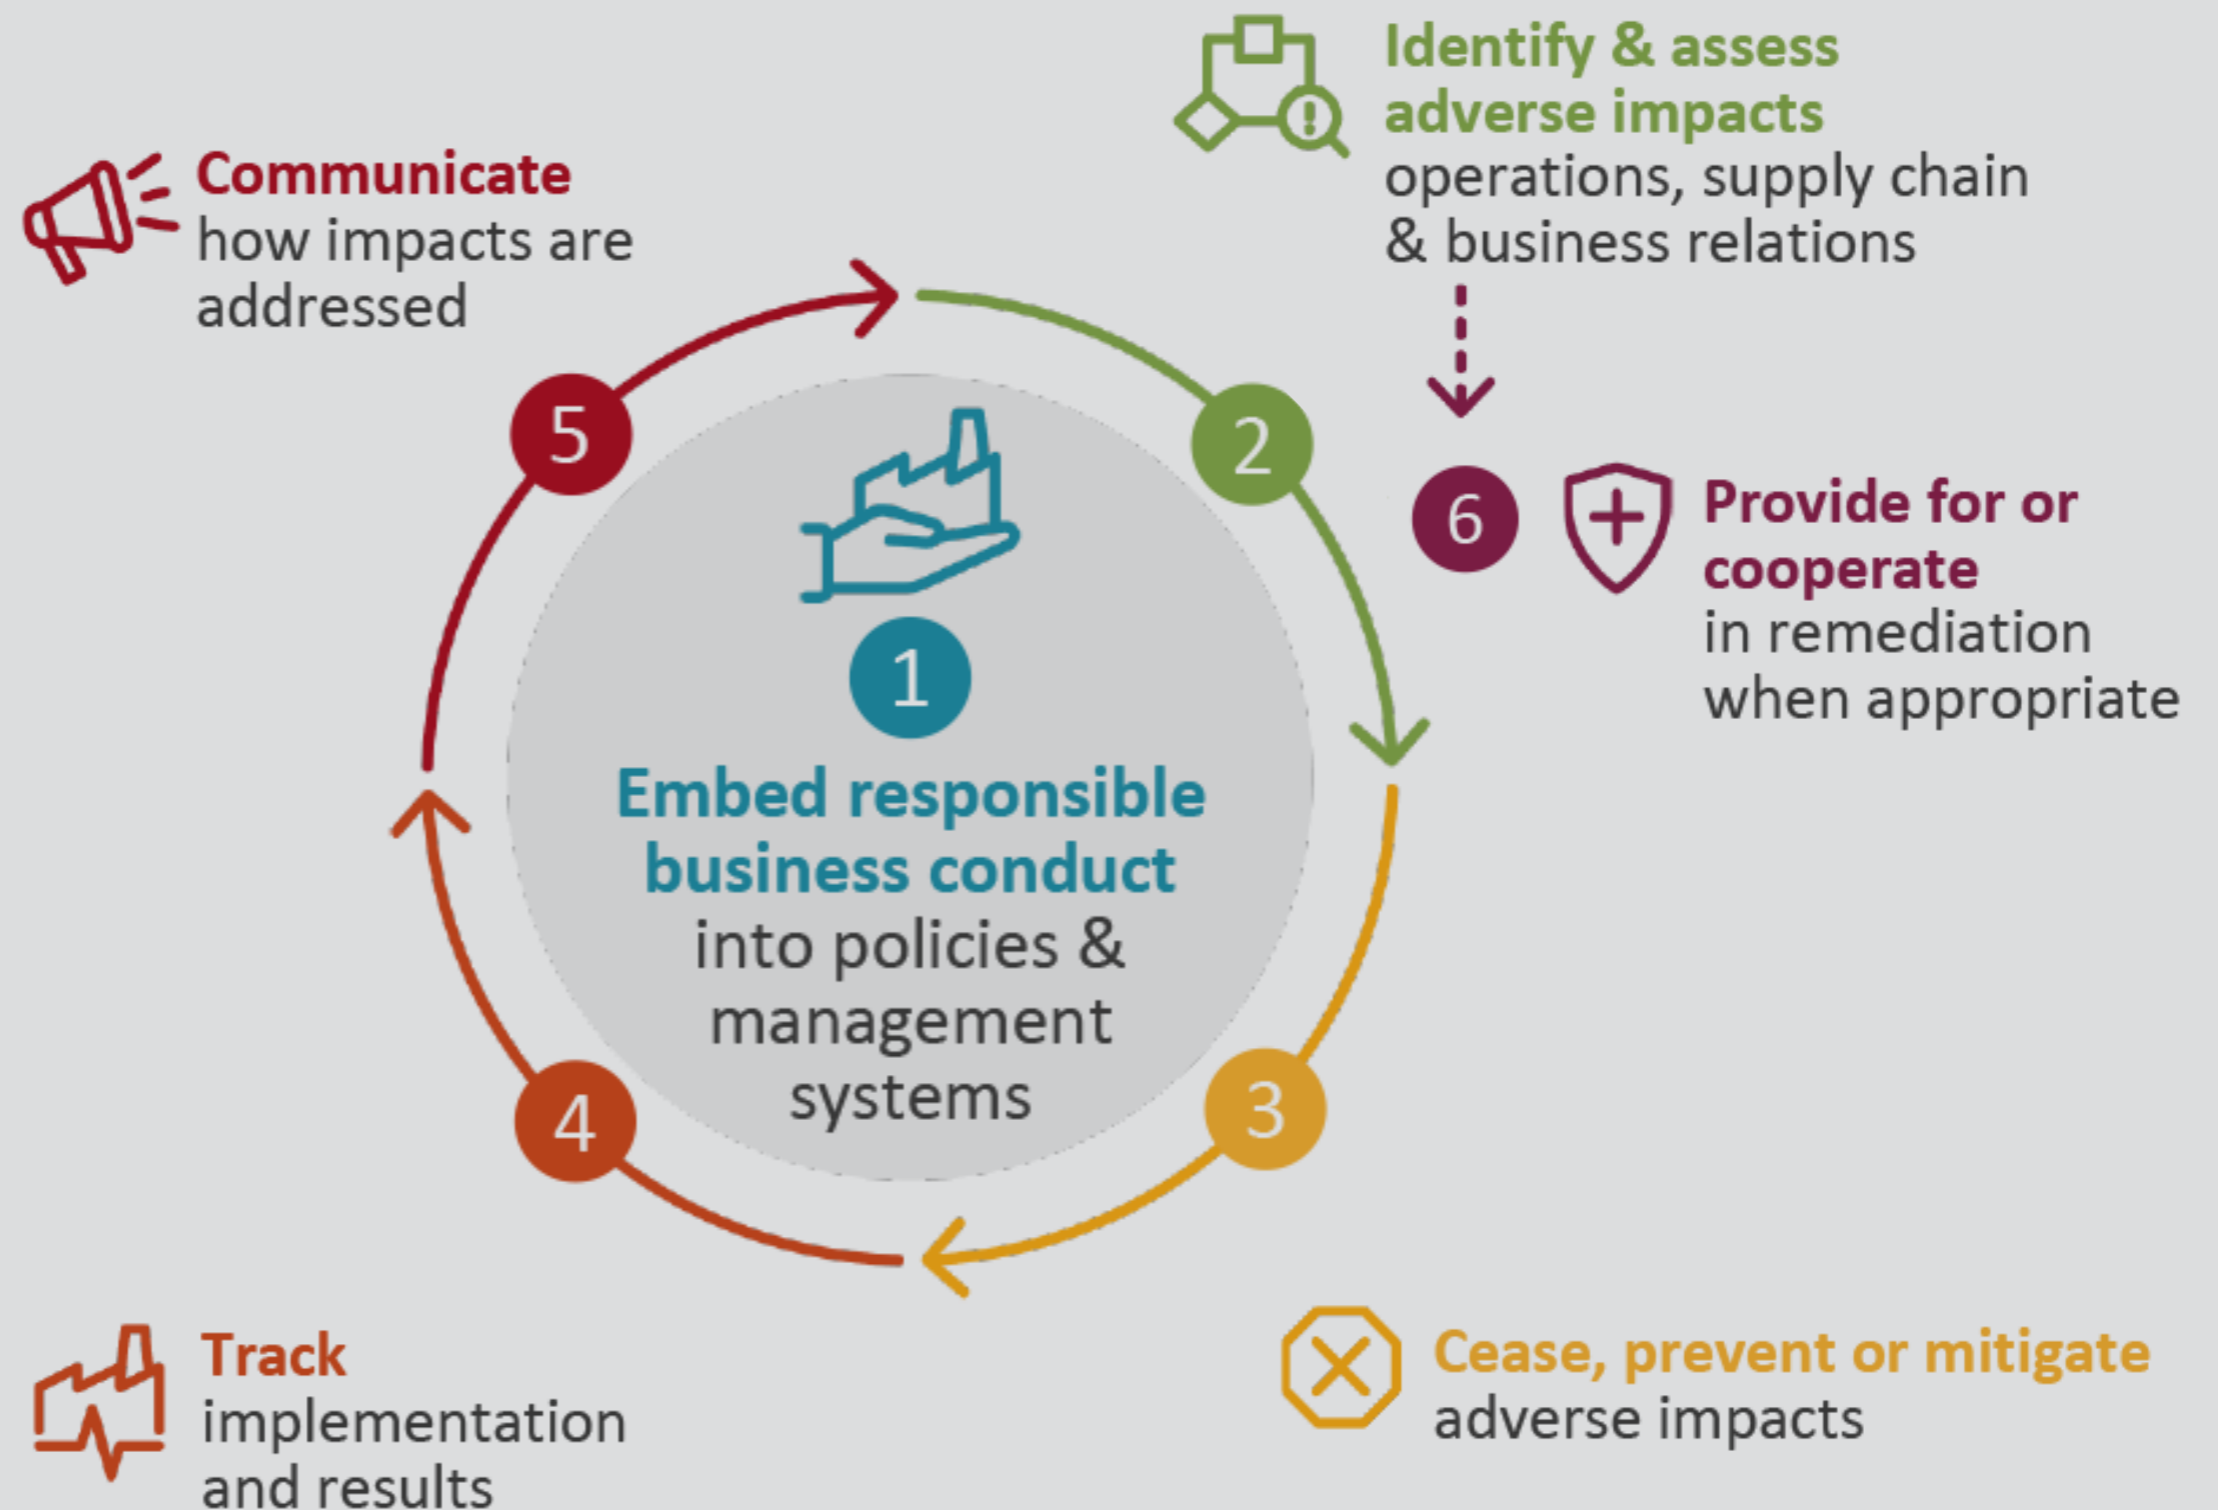 1
Embed responsible
business conduct
into policies &
management
systems
2
Identify & assess
adverse impacts
operations, supply chain
& business relations
3
Cease, prevent or mitigate
adverse impacts
4
Track
implementation
and results
5
Communicate
how impacts are
addressed
6
Provide for or
cooperate
in remediation
when appropriate